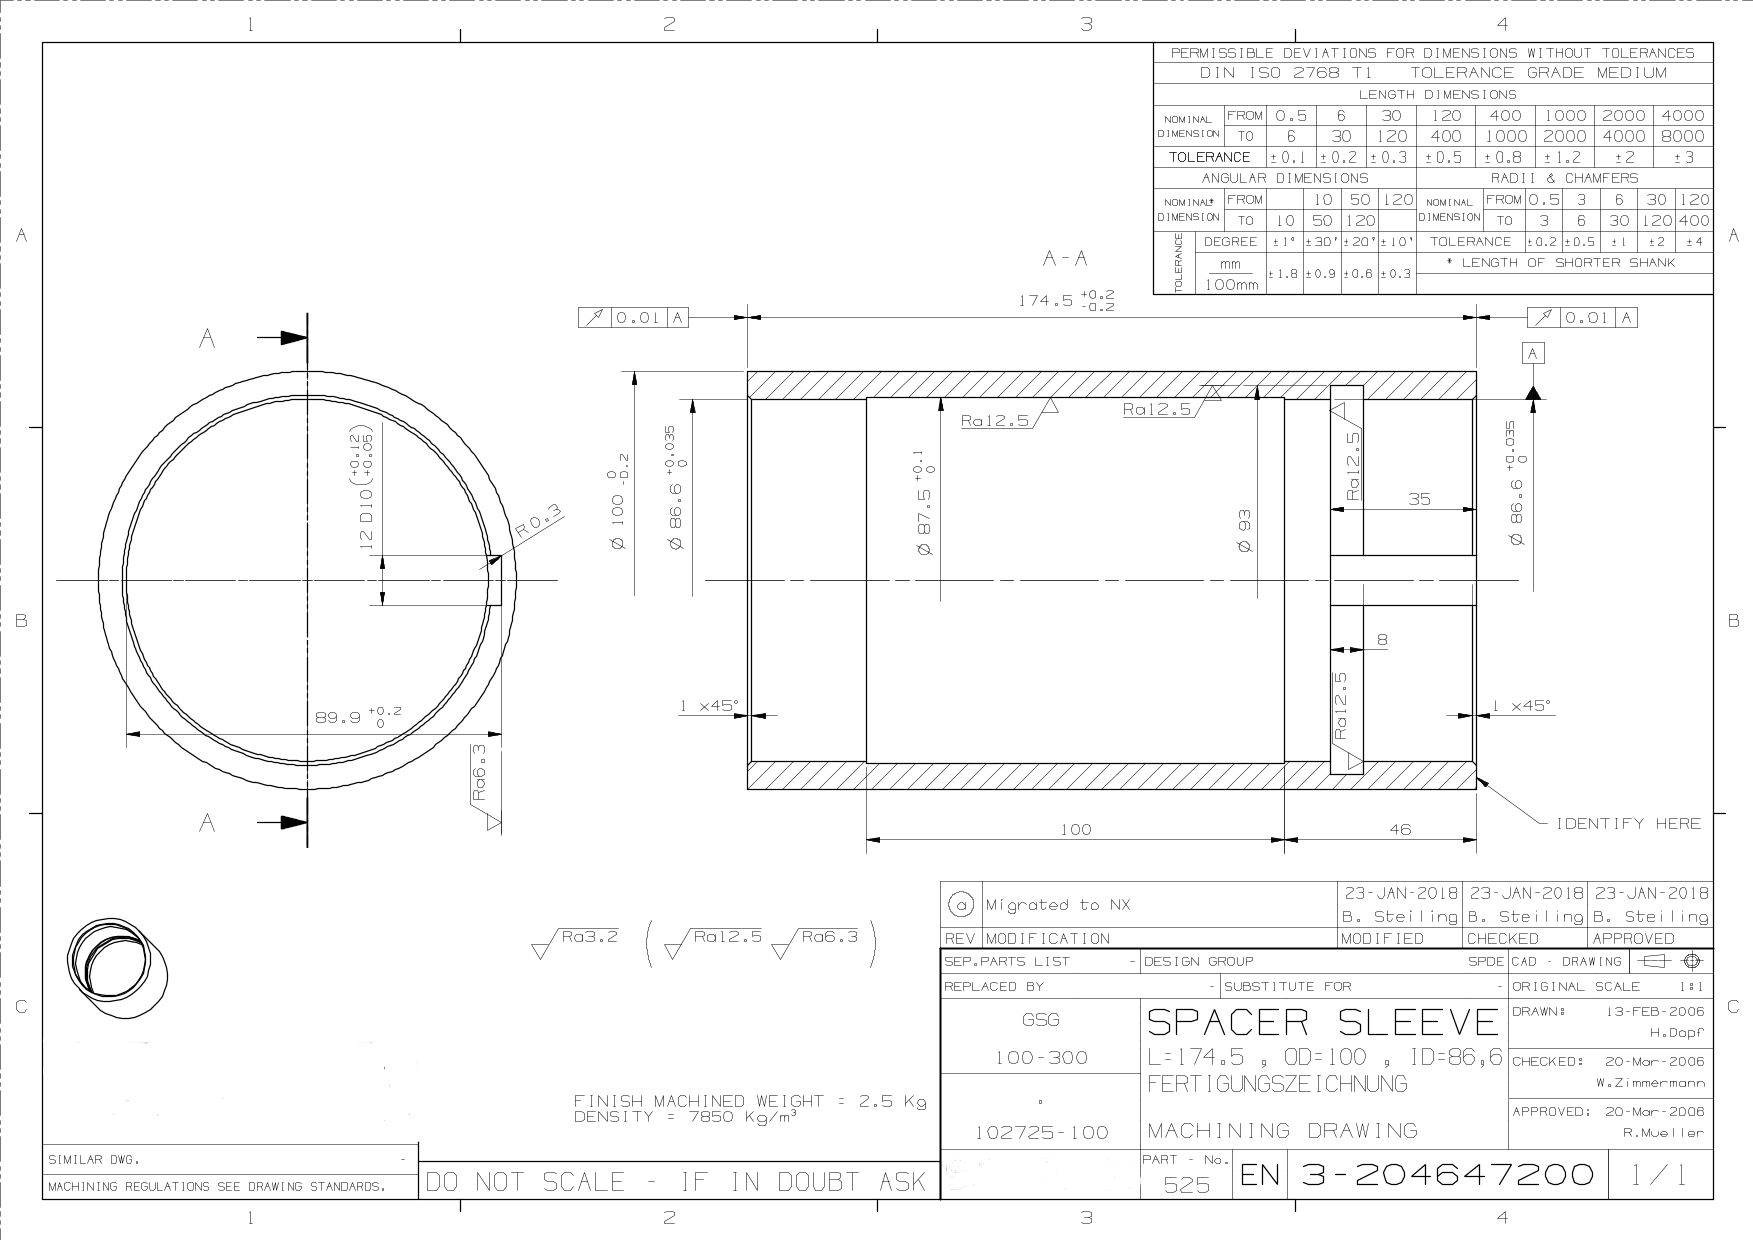 1 2 3 4
PERMISSIBLE DEVIATIONS FOR DIMENSIONS WITHOUT TOLERANCES
DIN ISO 2768 T1 TOLERANCE GRADE MEDIUM
LENGTH DIMENSIONS
NOMINAL DIMENSION
FROM 0.5 6 30 120 400 1000 2000 4000
TO 6 30 120 400 1000 2000 4000 8000
TOLERANCE ±0.1 ±0.2 ±0.3 ±0.5 ±0.8 ±1.2 ±2 ±3
ANGULAR DIMENSIONS RADII & CHAMFERS
NOMINAL* DIMENSION
FROM 10 50 120
TO 10 50 120
NOMINAL DIMENSION
FROM 0.5 3 6 30 120
TO 3 6 30 120 400
TOLERANCE
DEGREE ±1° ±30' ±20' ±10'
TOLERANCE ±0.2 ±0.5 ±1 ±2 ±4
mm
100mm
±1.8 ±0.9 ±0.6 ±0.3
* LENGTH OF SHORTER SHANK
A A
A-A
174.5 +0.2 -0.2
0.01 A
0.01 A
A
A
12 D10(+0.12 +0.05)
R0.3
89.9 +0.2 0
Ra6.3
A
Ø 100 0 -0.2
Ø 86.6 +0.035 0
Ø 87.5 +0.1 0
Ra12.5
Ra12.5
Ø 93
Ra12.5
35
Ø 86.6 +0.035 0
8
Ra12.5
1 x45°
1 x45°
100
46
IDENTIFY HERE
B B
Ra3.2 (Ra12.5 Ra6.3)
FINISH MACHINED WEIGHT = 2.5 Kg
DENSITY = 7850 Kg/m³
a Migrated to NX
23-JAN-2018 23-JAN-2018 23-JAN-2018
B. Steiling B. Steiling B. Steiling
REV MODIFICATION MODIFIED CHECKED APPROVED
SEP.PARTS LIST - DESIGN GROUP SPDE CAD - DRAWING
REPLACED BY - SUBSTITUTE FOR - ORIGINAL SCALE 1:1
C C
GSG
100-300
102725-100
SPACER SLEEVE
L=174.5 , OD=100 , ID=86,6
FERTIGUNGSZEICHNUNG
MACHINING DRAWING
DRAWN: 13-FEB-2006
H.Dopf
CHECKED: 20-Mar-2006
W.Zimmermann
APPROVED: 20-Mar-2006
R.Mueller
PART - No.
525
EN 3-204647200 1/1
SIMILAR DWG. -
MACHINING REGULATIONS SEE DRAWING STANDARDS.
DO NOT SCALE - IF IN DOUBT ASK
1 2 3 4